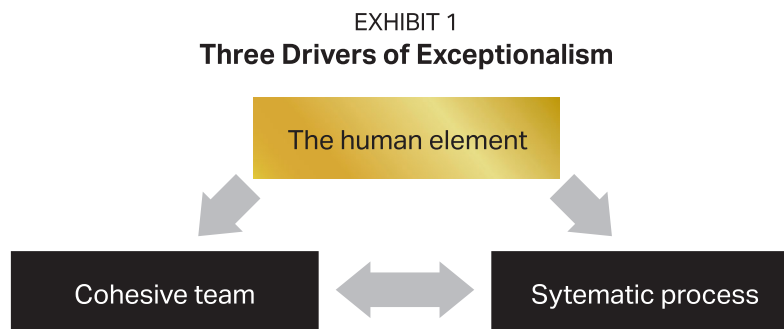 EXHIBIT 1
Three Drivers of Exceptionalism
The human element
Cohesive team
Sytematic process